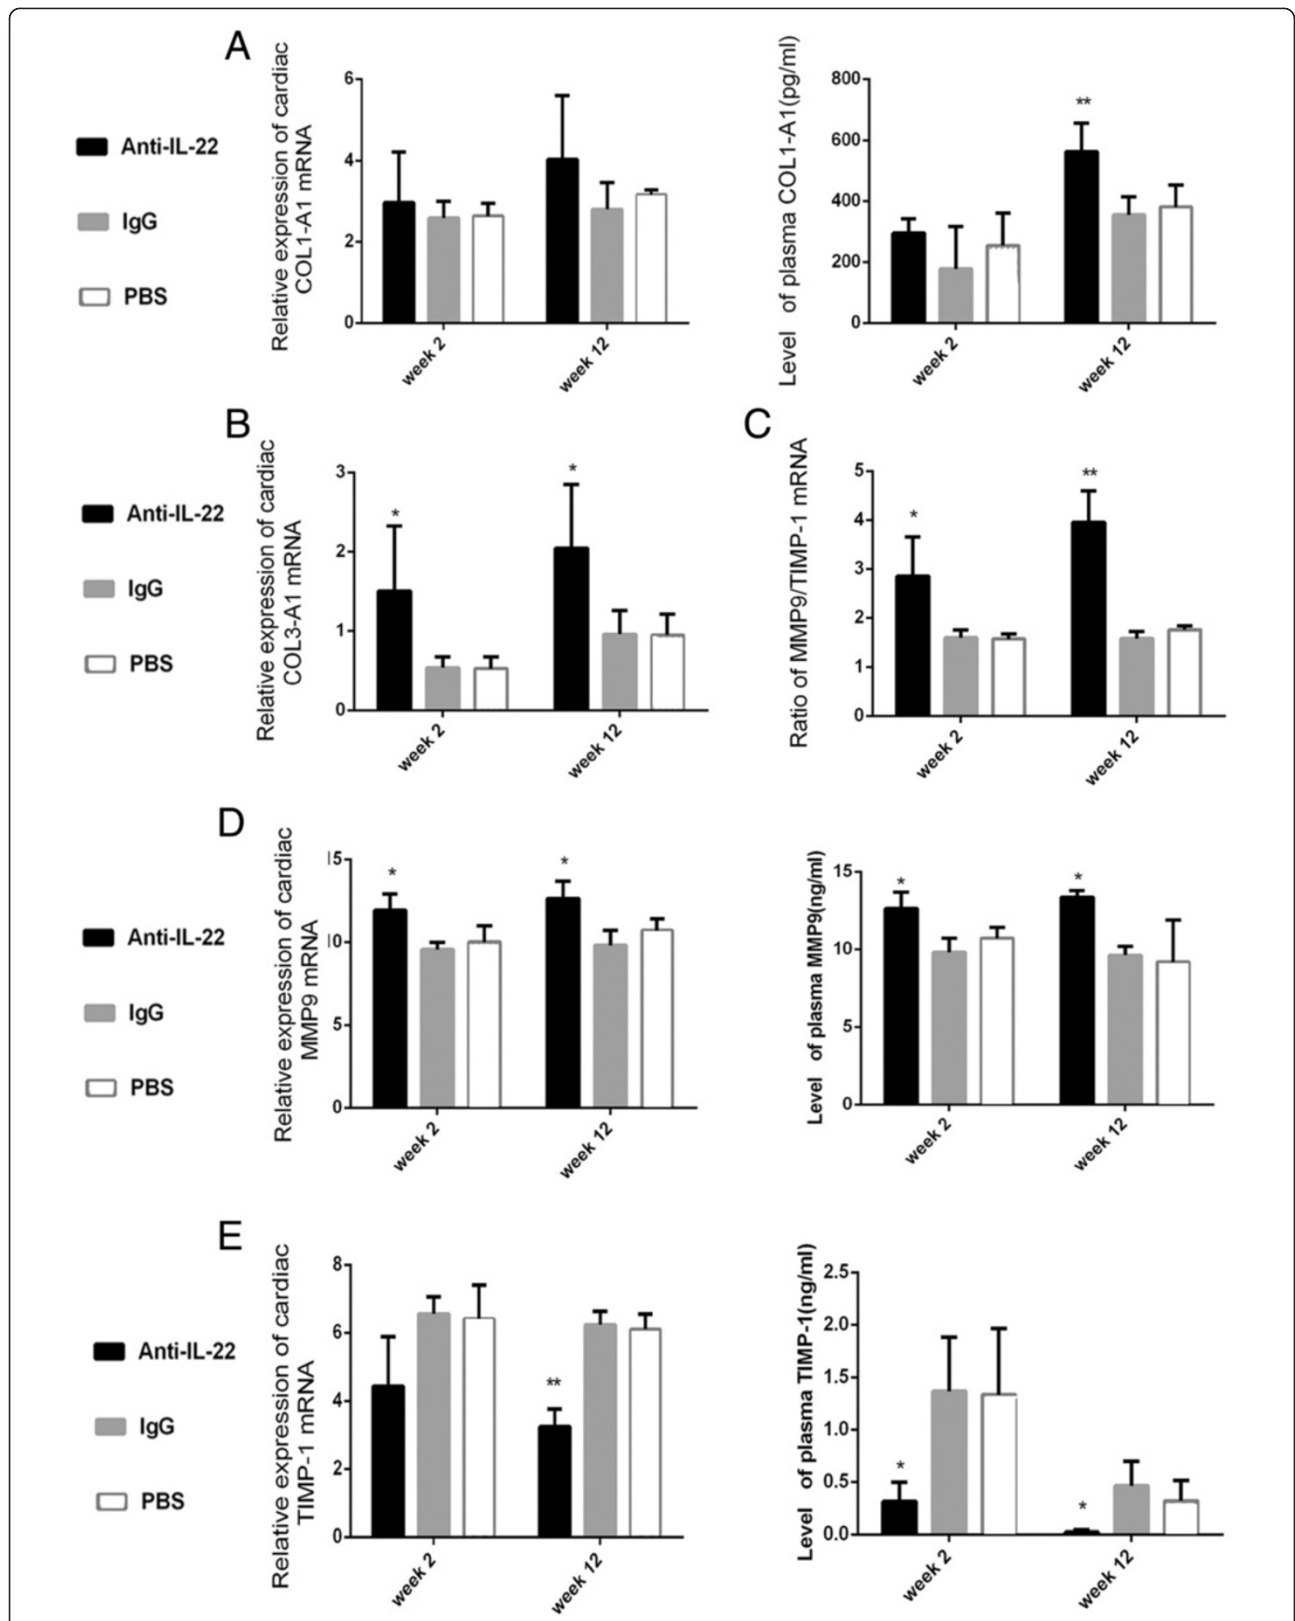 A
Anti-IL-22
IgG
PBS
Relative expression of cardiac
COL1-A1 mRNA
6
4
2
0
week 2
week 12
Level of plasma COL1-A1(pg/ml)
800
600
400
200
0
**
week 2
week 12
B
Anti-IL-22
IgG
PBS
Relative expression of cardiac
COL3-A1 mRNA
3
2
1
0
*
*
week 2
week 12
C
Ratio of MMP9/TIMP-1 mRNA
5
4
3
2
1
0
*
**
week 2
week 12
D
Anti-IL-22
IgG
PBS
Relative expression of cardiac
MMP9 mRNA
15
10
5
0
*
*
week 2
week 12
Level of plasma MMP9(ng/ml)
15
10
5
0
*
*
week 2
week 12
E
Anti-IL-22
IgG
PBS
Relative expression of cardiac
TIMP-1 mRNA
8
6
4
2
0
**
week 2
week 12
Level of plasma TIMP-1(ng/ml)
2.5
2.0
1.5
1.0
0.5
0.0
*
*
week 2
week 12